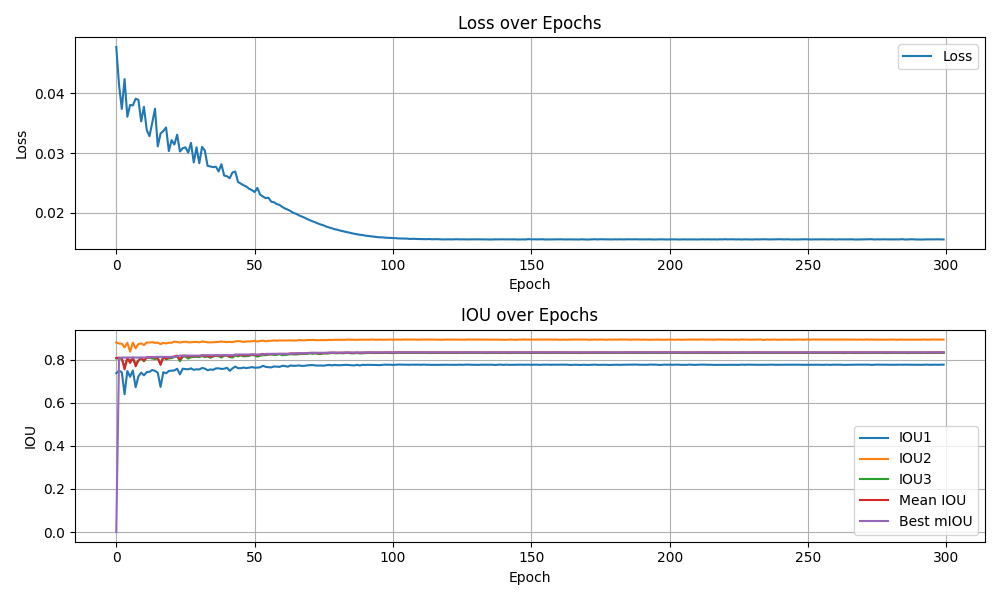 Loss over Epochs
Loss
0.04
0.03
0.02
Loss
0 50 100 150 200 250 300
Epoch
IOU over Epochs
IOU
0.8
0.6
0.4
0.2
0.0
IOU1
IOU2
IOU3
Mean IOU
Best mIOU
0 50 100 150 200 250 300
Epoch